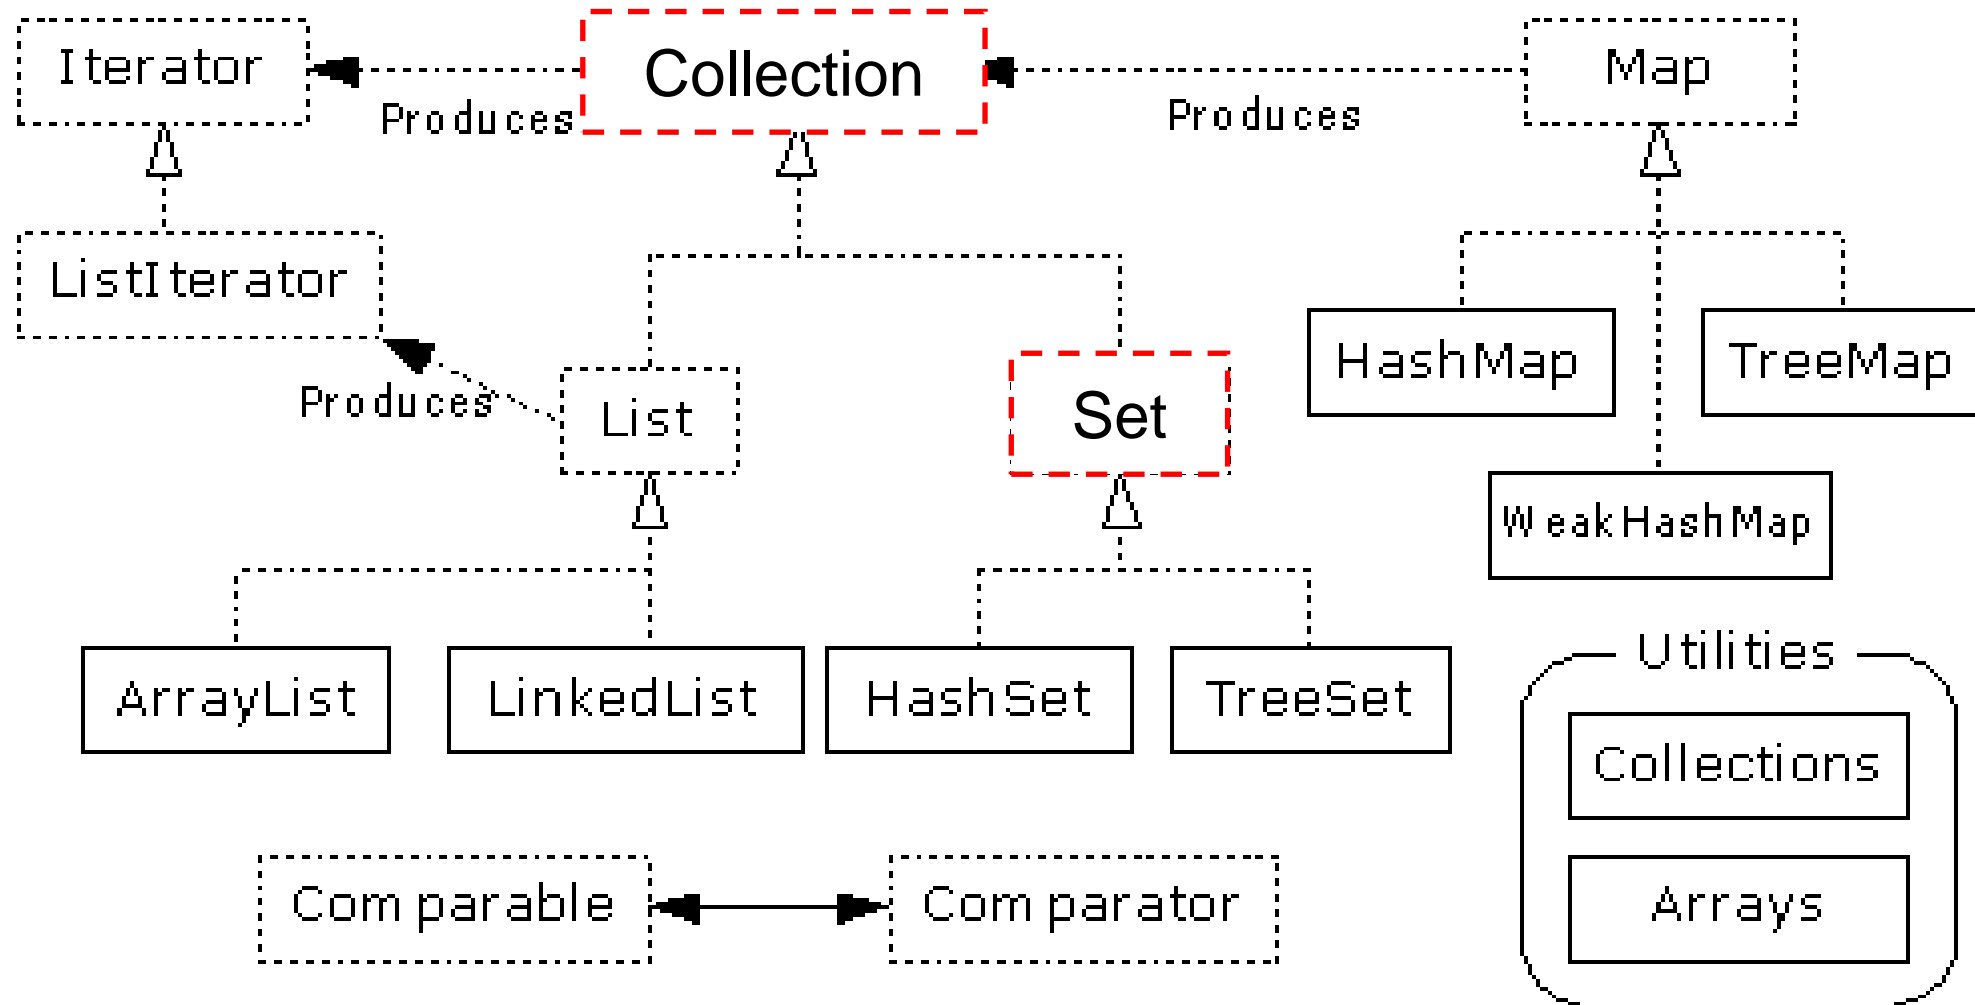 Iterator
Collection
Map
Produces
Produces
ListIterator
Produces
List
Set
HashMap
TreeMap
WeakHashMap
ArrayList
LinkedList
HashSet
TreeSet
Utilities
Collections
Arrays
Comparable
Comparator